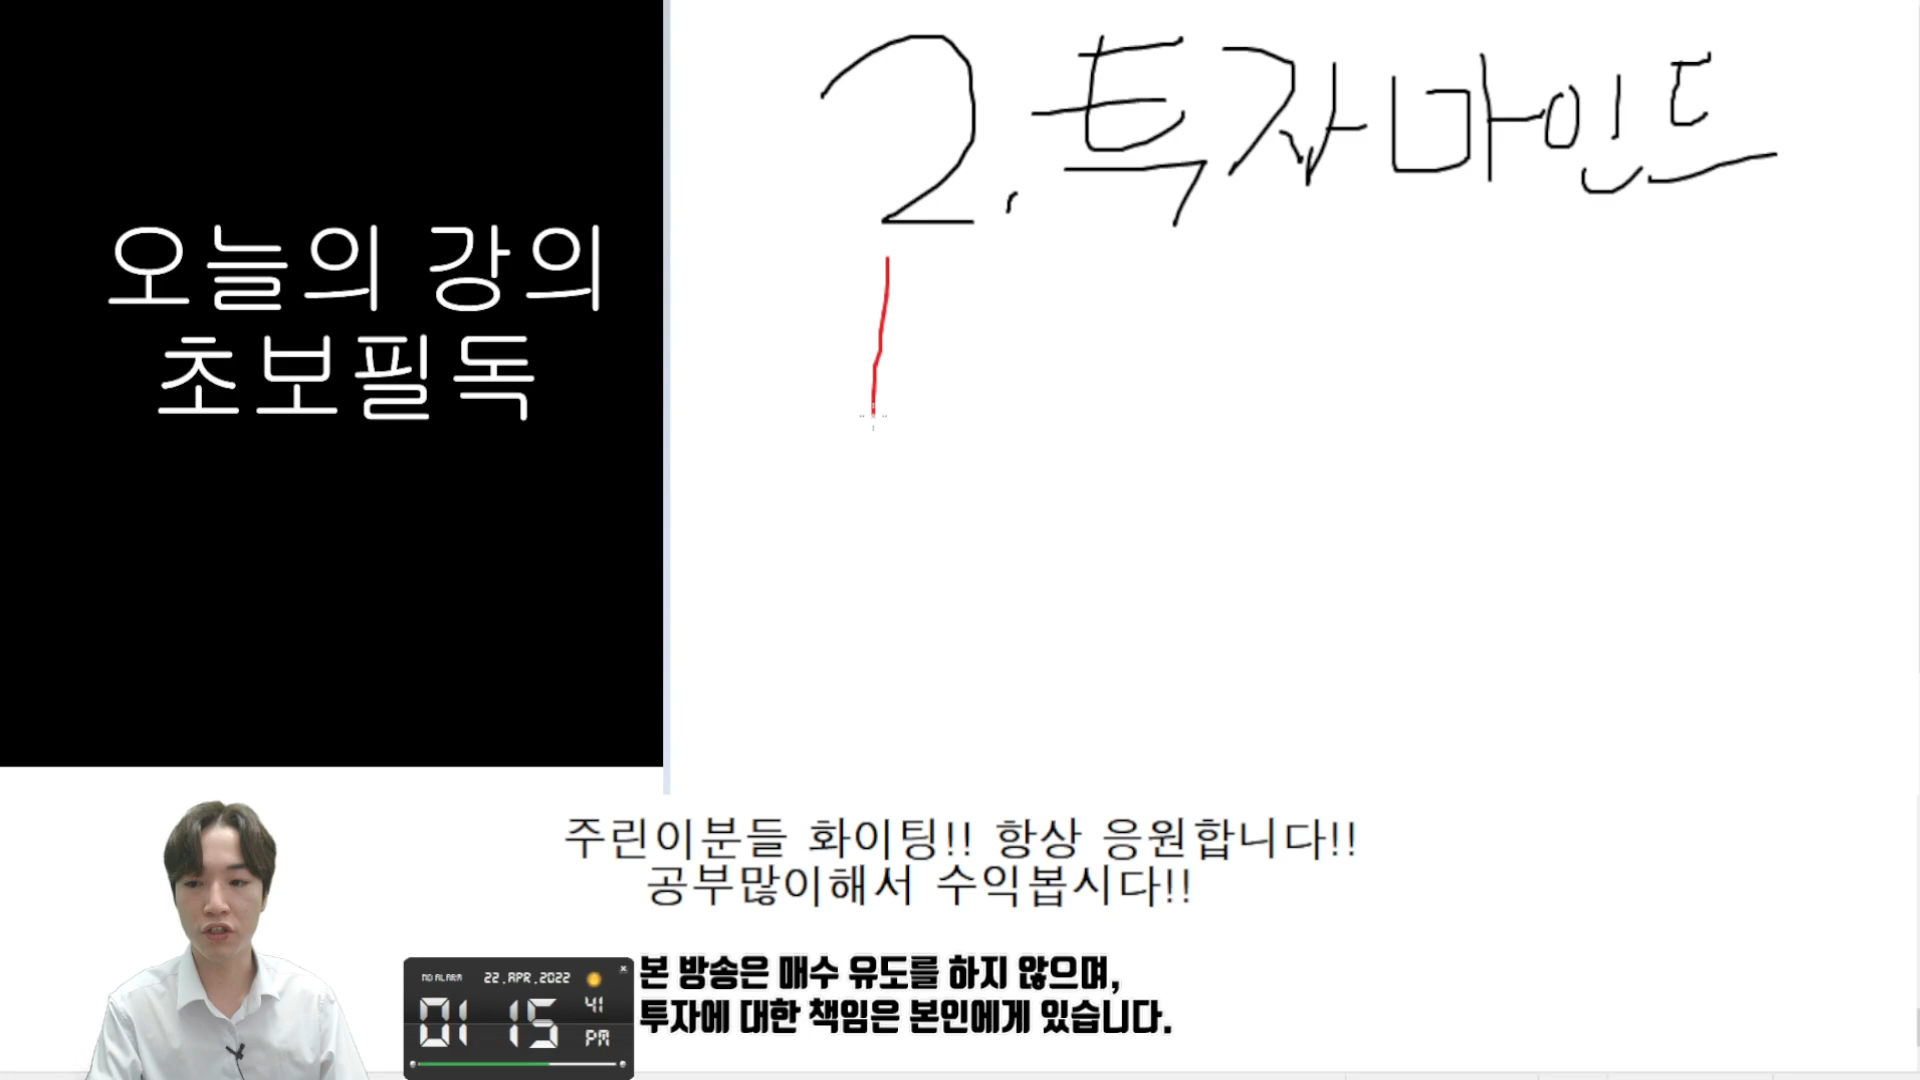 2. 특자마인드
오늘의 강의
초보필독
주린이분들 화이팅!! 항상 응원합니다!!
공부많이해서 수익봅시다!!
NO ALARM 22.APR.2022
01 15 41 PM
본 방송은 매수 유도를 하지 않으며,
투자에 대한 책임은 본인에게 있습니다.